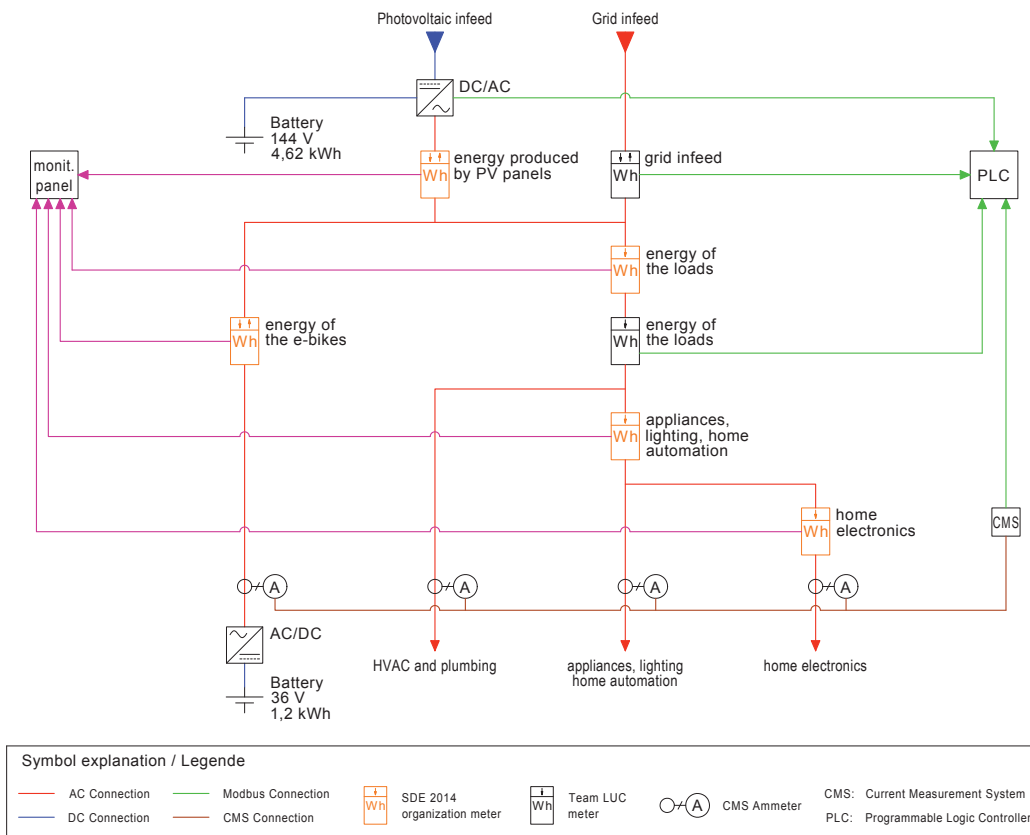 Photovoltaic infeed
Grid infeed
DC/AC
Battery
144 V
4,62 kWh
monit.
panel
Wh
energy produced
by PV panels
Wh
grid infeed
PLC
Wh
energy of
the loads
Wh
energy of
the e-bikes
Wh
energy of
the loads
Wh
appliances,
lighting, home
automation
Wh
home
electronics
CMS
A
A
A
A
AC/DC
HVAC and plumbing
appliances, lighting
home automation
home electronics
Battery
36 V
1,2 kWh
Symbol explanation / Legende
AC Connection
Modbus Connection
DC Connection
CMS Connection
Wh
SDE 2014
organization meter
Wh
Team LUC
meter
A
CMS Ammeter
CMS: Current Measurement System
PLC: Programmable Logic Controller